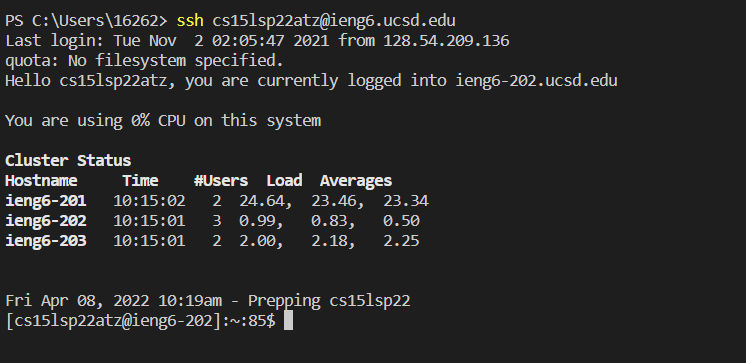 PS C:\Users\16262> ssh cs15lsp22atz@ieng6.ucsd.edu
Last login: Tue Nov  2 02:05:47 2021 from 128.54.209.136
quota: No filesystem specified.
Hello cs15lsp22atz, you are currently logged into ieng6-202.ucsd.edu
You are using 0% CPU on this system
Cluster Status
Hostname     Time    #Users  Load  Averages
ieng6-201   10:15:02   2  24.64,  23.46,  23.34
ieng6-202   10:15:01   3  0.99,   0.83,   0.50
ieng6-203   10:15:01   2  2.00,   2.18,   2.25
Fri Apr 08, 2022 10:19am - Prepping cs15lsp22
[cs15lsp22atz@ieng6-202]:~:85$